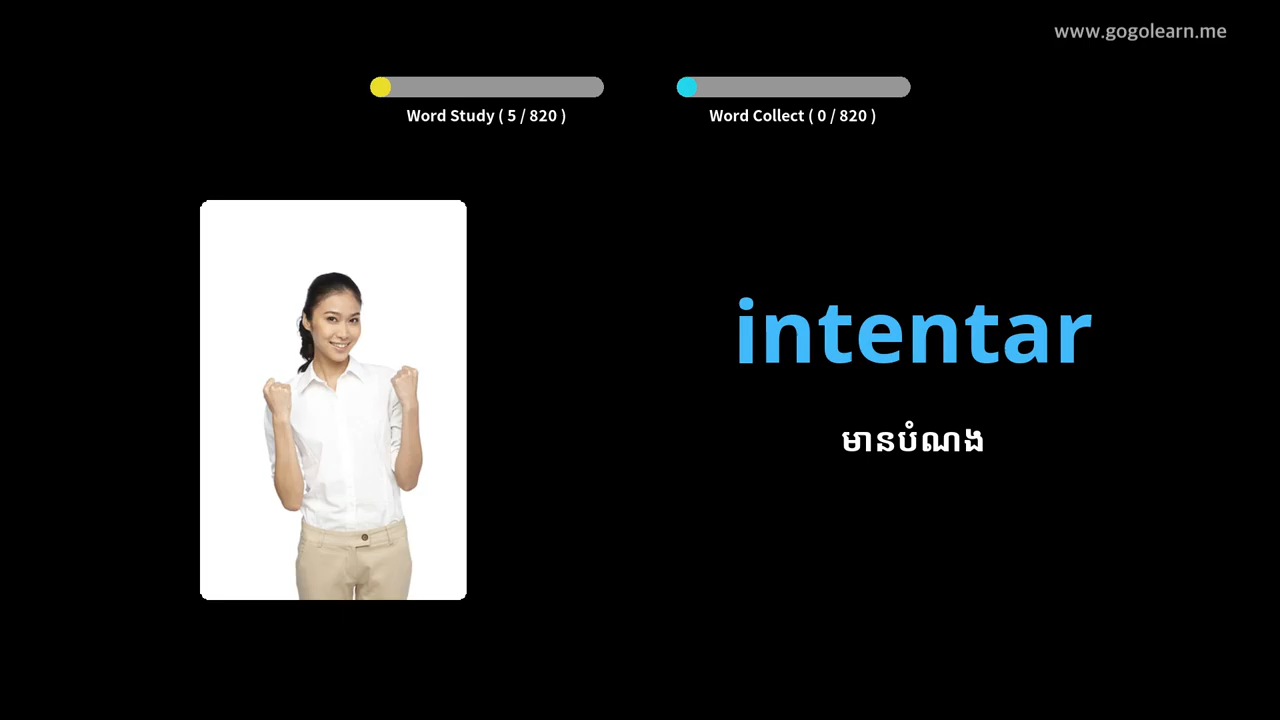 www.gogolearn.me
Word Study ( 5 / 820 )
Word Collect ( 0 / 820 )
intentar
មានបំណង